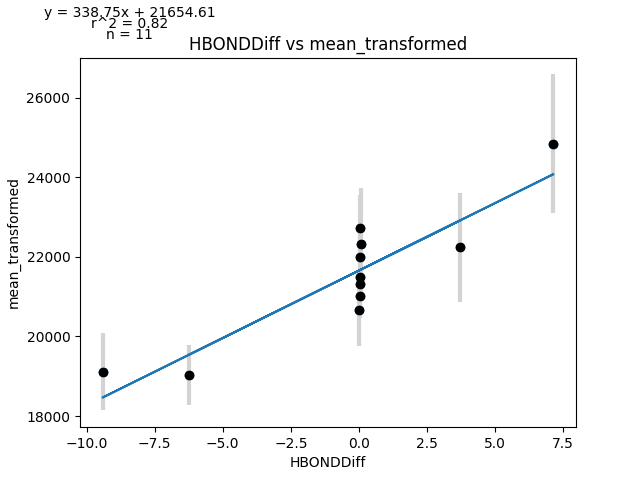 y = 338.75x + 21654.61
r^2 = 0.82
n = 11
HBONDDiff vs mean_transformed
26000
24000
22000
20000
18000
mean_transformed
−10.0 −7.5 −5.0 −2.5 0.0 2.5 5.0 7.5
HBONDDiff